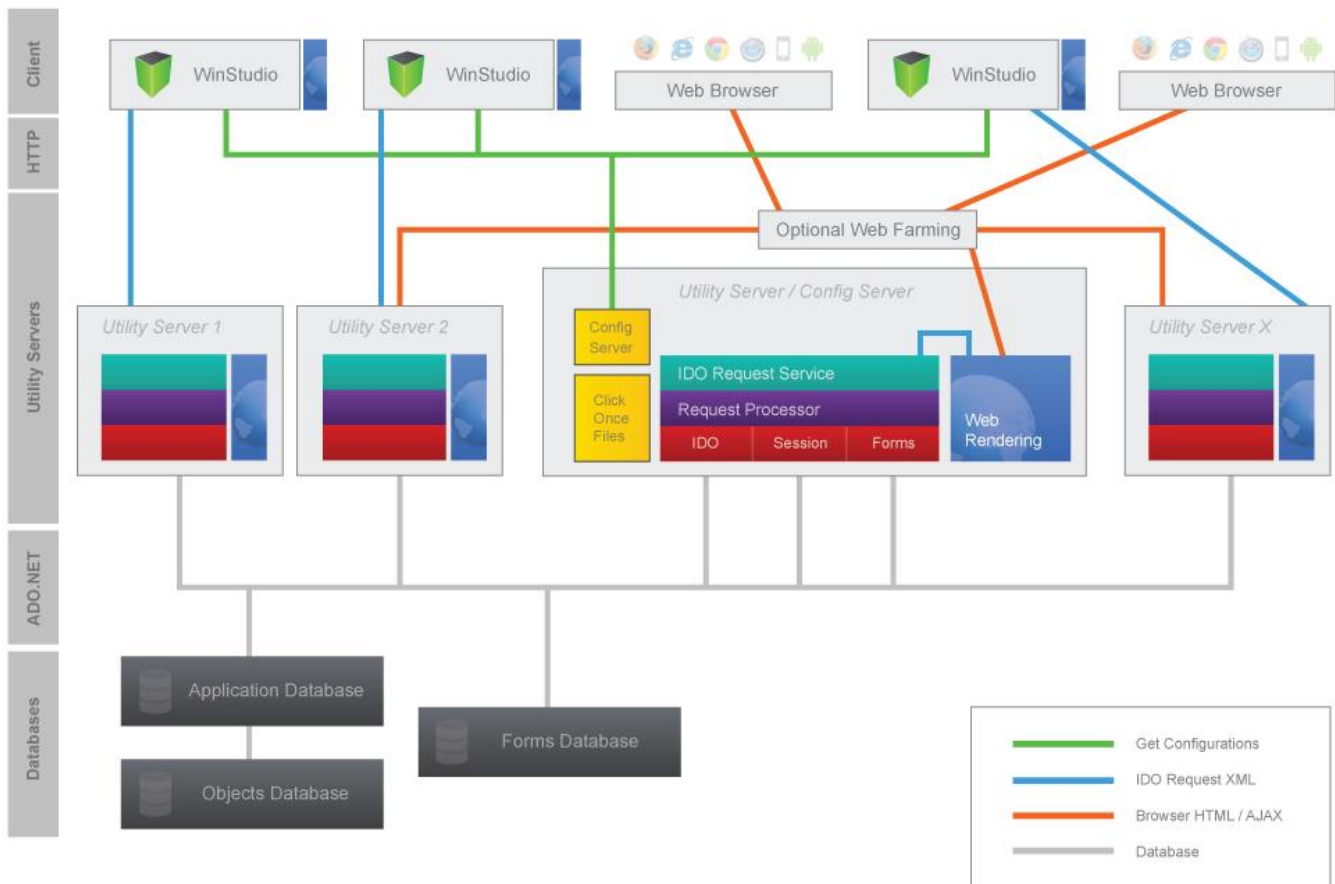 Client
WinStudio
WinStudio
Web Browser
WinStudio
Web Browser
HTTP
Utility Servers
Optional Web Farming
Utility Server 1
Utility Server 2
Utility Server / Config Server
Config
Server
Click
Once
Files
IDO Request Service
Request Processor
IDO
Session
Forms
Web
Rendering
Utility Server X
ADO.NET
Databases
Application Database
Objects Database
Forms Database
Get Configurations
IDO Request XML
Browser HTML / AJAX
Database